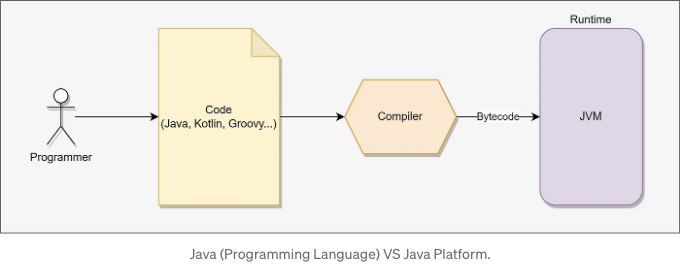 Runtime
Code
(Java, Kotlin, Groovy...)
Compiler
Bytecode
JVM
Programmer
Java (Programming Language) VS Java Platform.